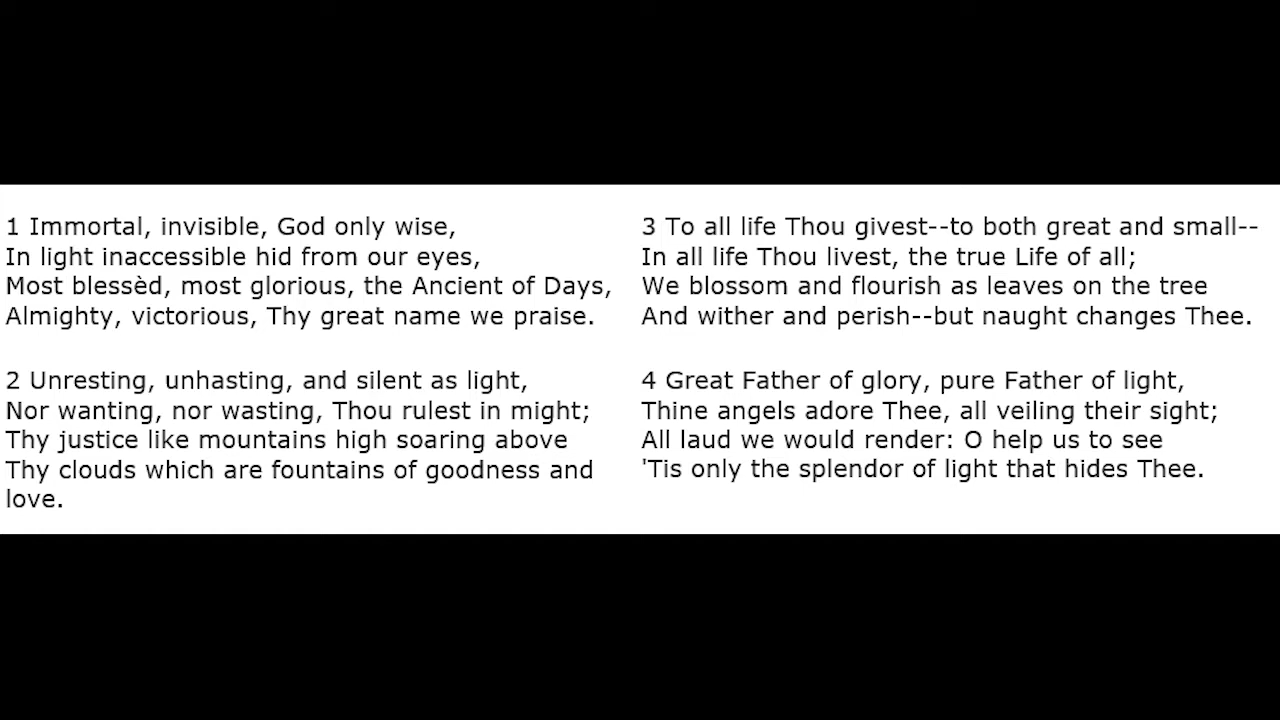 1 Immortal, invisible, God only wise,
In light inaccessible hid from our eyes,
Most blessèd, most glorious, the Ancient of Days,
Almighty, victorious, Thy great name we praise.
2 Unresting, unhasting, and silent as light,
Nor wanting, nor wasting, Thou rulest in might;
Thy justice like mountains high soaring above
Thy clouds which are fountains of goodness and
love.
3 To all life Thou givest--to both great and small--
In all life Thou livest, the true Life of all;
We blossom and flourish as leaves on the tree
And wither and perish--but naught changes Thee.
4 Great Father of glory, pure Father of light,
Thine angels adore Thee, all veiling their sight;
All laud we would render: O help us to see
'Tis only the splendor of light that hides Thee.